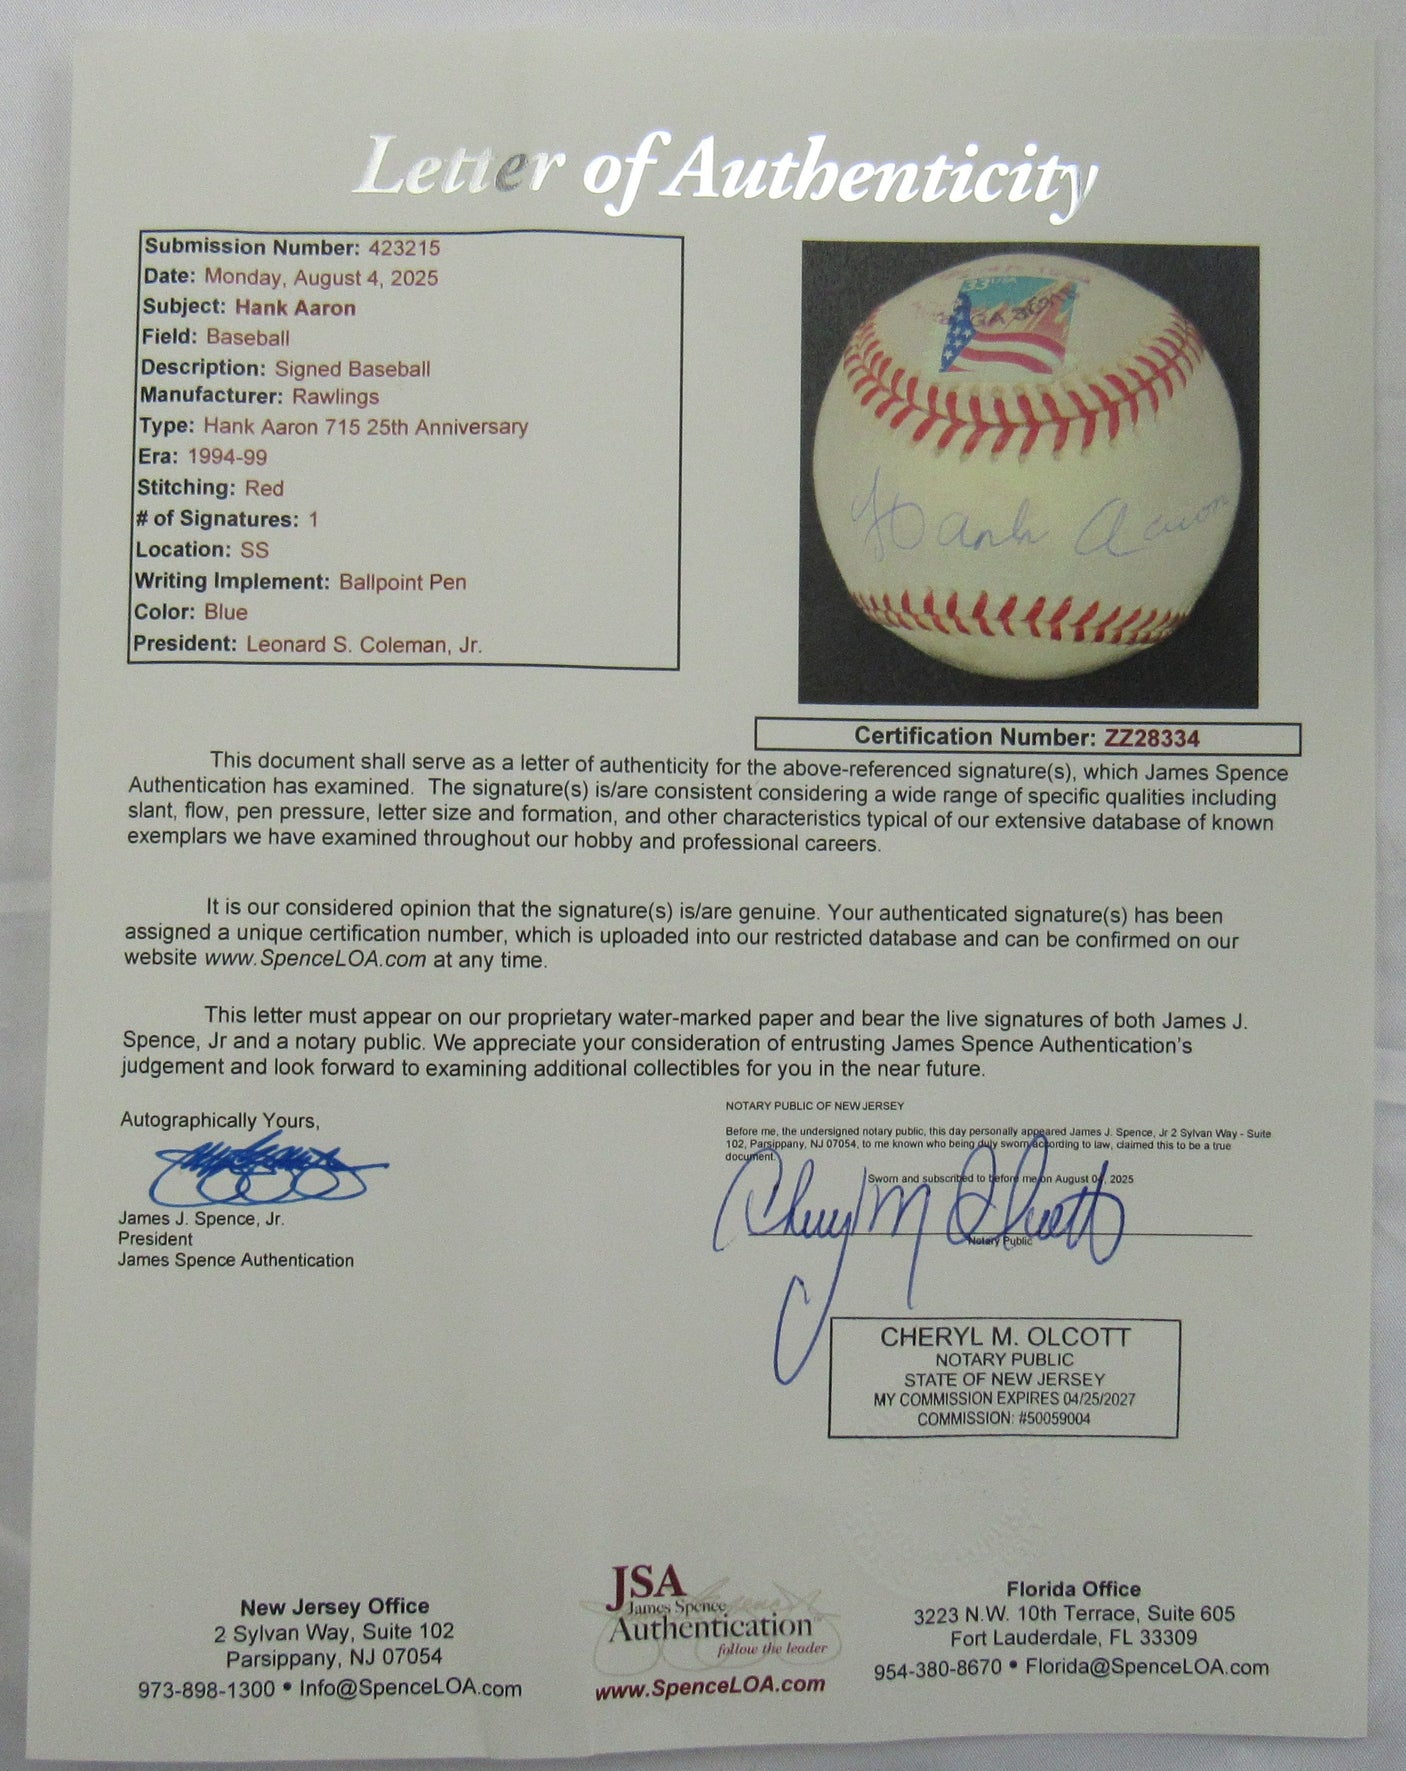 Letter of Authenticity
Submission Number: 423215
Date: Monday, August 4, 2025
Subject: Hank Aaron
Field: Baseball
Description: Signed Baseball
Manufacturer: Rawlings
Type: Hank Aaron 715 25th Anniversary
Era: 1994-99
Stitching: Red
# of Signatures: 1
Location: SS
Writing Implement: Ballpoint Pen
Color: Blue
President: Leonard S. Coleman, Jr.
Hank Aaron
Certification Number: ZZ28334
This document shall serve as a letter of authenticity for the above-referenced signature(s), which James Spence
Authentication has examined. The signature(s) is/are consistent considering a wide range of specific qualities including
slant, flow, pen pressure, letter size and formation, and other characteristics typical of our extensive database of known
exemplars we have examined throughout our hobby and professional careers.
It is our considered opinion that the signature(s) is/are genuine. Your authenticated signature(s) has been
assigned a unique certification number, which is uploaded into our restricted database and can be confirmed on our
website www.SpenceLOA.com at any time.
This letter must appear on our proprietary water-marked paper and bear the live signatures of both James J.
Spence, Jr and a notary public. We appreciate your consideration of entrusting James Spence Authentication's
judgement and look forward to examining additional collectibles for you in the near future.
Autographically Yours,
James J. Spence, Jr.
President
James Spence Authentication
NOTARY PUBLIC OF NEW JERSEY
Before me, the undersigned notary public, this day personally appeared James J. Spence, Jr 2 Sylvan Way - Suite
102, Parsippany, NJ 07054, to me known who being duly sworn according to law, claimed this to be a true
document.
Sworn and subscribed to before me on August 04, 2025
Cheryl M Olcott
Notary Public
CHERYL M. OLCOTT
NOTARY PUBLIC
STATE OF NEW JERSEY
MY COMMISSION EXPIRES 04/25/2027
COMMISSION: #50059004
New Jersey Office
2 Sylvan Way, Suite 102
Parsippany, NJ 07054
973-898-1300 • Info@SpenceLOA.com
JSA
James Spence
Authentication
follow the leader
www.SpenceLOA.com
Florida Office
3223 N.W. 10th Terrace, Suite 605
Fort Lauderdale, FL 33309
954-380-8670 • Florida@SpenceLOA.com